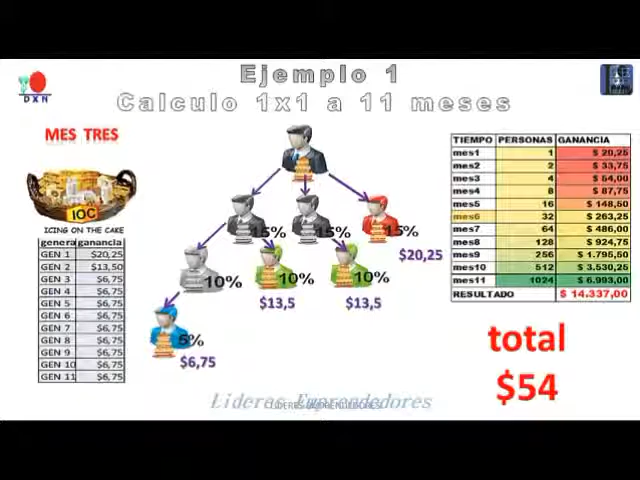 Ejemplo 1
Calculo 1x1 a 11 meses
DXN
MES TRES
IOC
ICING ON THE CAKE
genera ganancia
GEN 1 $20,25
GEN 2 $13,50
GEN 3 $6,75
GEN 4 $6,75
GEN 5 $6,75
GEN 6 $6,75
GEN 7 $6,75
GEN 8 $6,75
GEN 9 $6,75
GEN 10 $6,75
GEN 11 $6,75
15% 15% 15%
$20,25
10% 10% 10%
$13,5 $13,5
5%
$6,75
TIEMPO PERSONAS GANANCIA
mes1 1 $ 20,25
mes2 2 $ 33,75
mes3 4 $ 54,00
mes4 8 $ 87,75
mes5 16 $ 148,50
mes6 32 $ 263,25
mes7 64 $ 486,00
mes8 128 $ 924,75
mes9 256 $ 1.795,50
mes10 512 $ 3.530,25
mes11 1024 $ 6.993,00
RESULTADO $ 14.337,00
total
$54
Lideres Emprendedores
LIDERES EMPRENDEDORES